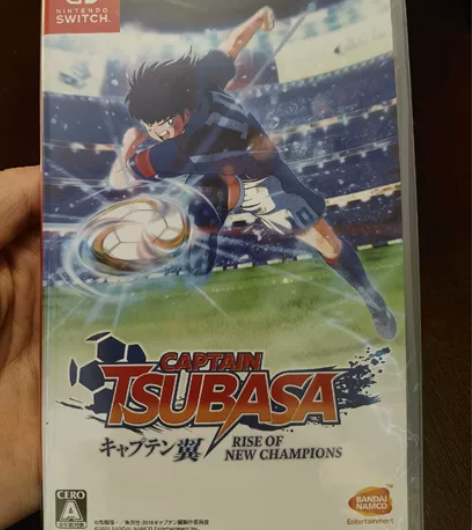 NINTENDO
SWITCH
CAPTAIN
TSUBASA
キャプテン翼
RISE OF
NEW CHAMPIONS
CERO
A
BANDAI
NAMCO
Entertainment